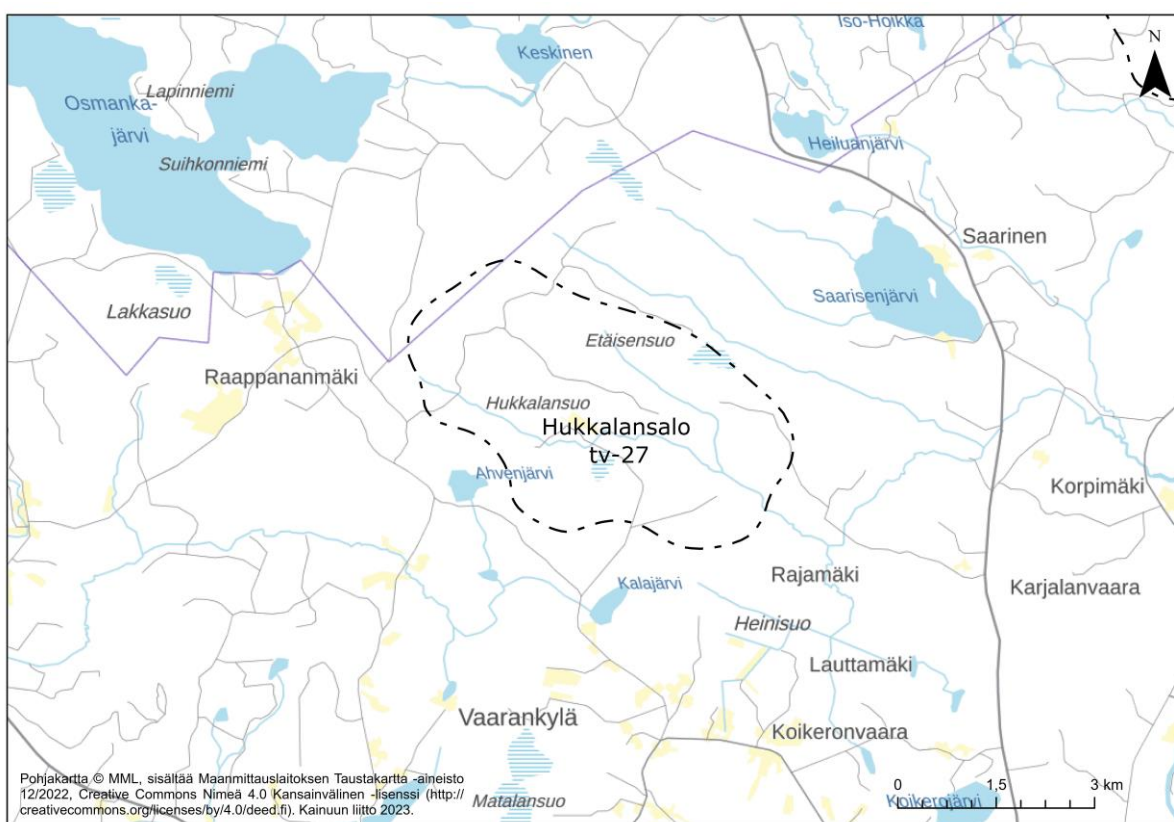 Iso-Hoikka
Keskinen
N
Lapinniemi
Osmanka-
järvi
Heiluanjärvi
Suihkonniemi
Saarinen
Saarisenjärvi
Lakkasuo
Etäisensuo
Raappananmäki
Hukkalansuo
Hukkalansalo
tv-27
Ahvenjärvi
Korpimäki
Rajamäki
Kalajärvi
Karjalanvaara
Heinisuo
Lauttamäki
Vaarankylä
Koikeronvaara
Pohjakartta © MML, sisältää Maanmittauslaitoksen Taustakartta -aineisto
12/2022, Creative Commons Nimeä 4.0 Kansainvälinen -lisenssi (http://
creativecommons.org/licenses/by/4.0/deed.fi). Kainuun liitto 2023.
Matalansuo
0 1,5 3 km
Koikerojärvi